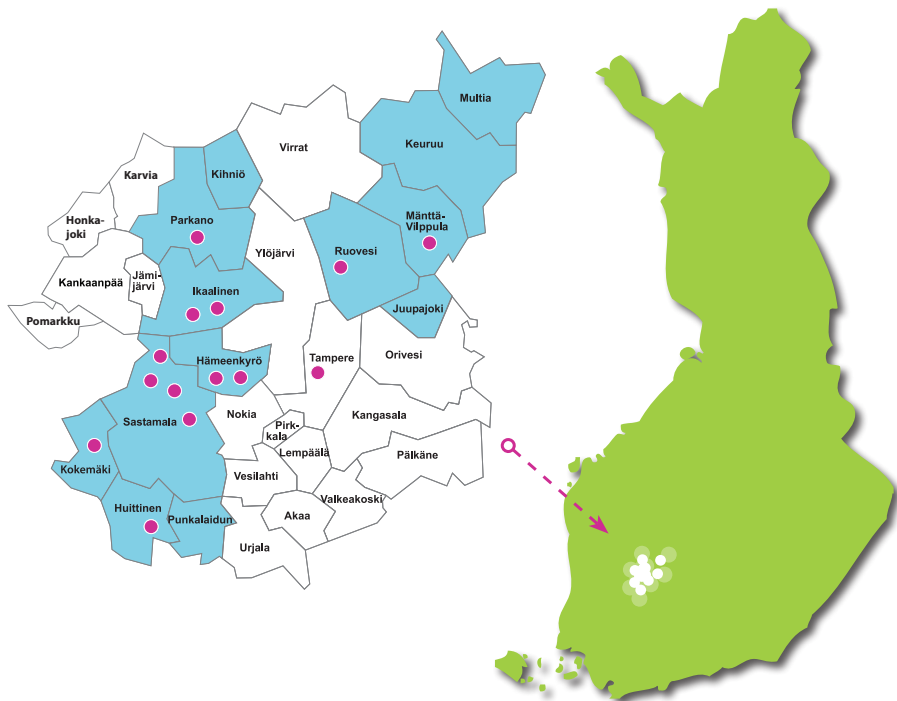 Multia
Keuruu
Virrat
Kihniö
Karvia
Parkano
Honka-
joki
Mänttä-
Vilppula
Ylöjärvi
Ruovesi
Kankaanpää
Jämi-
järvi
Ikaalinen
Pomarkku
Juupajoki
Hämeenkyrö
Tampere
Orivesi
Sastamala
Nokia
Pirk-
kala
Kangasala
Lempäälä
Pälkäne
Kokemäki
Vesilahti
Valkeakoski
Huittinen
Punkalaidun
Akaa
Urjala